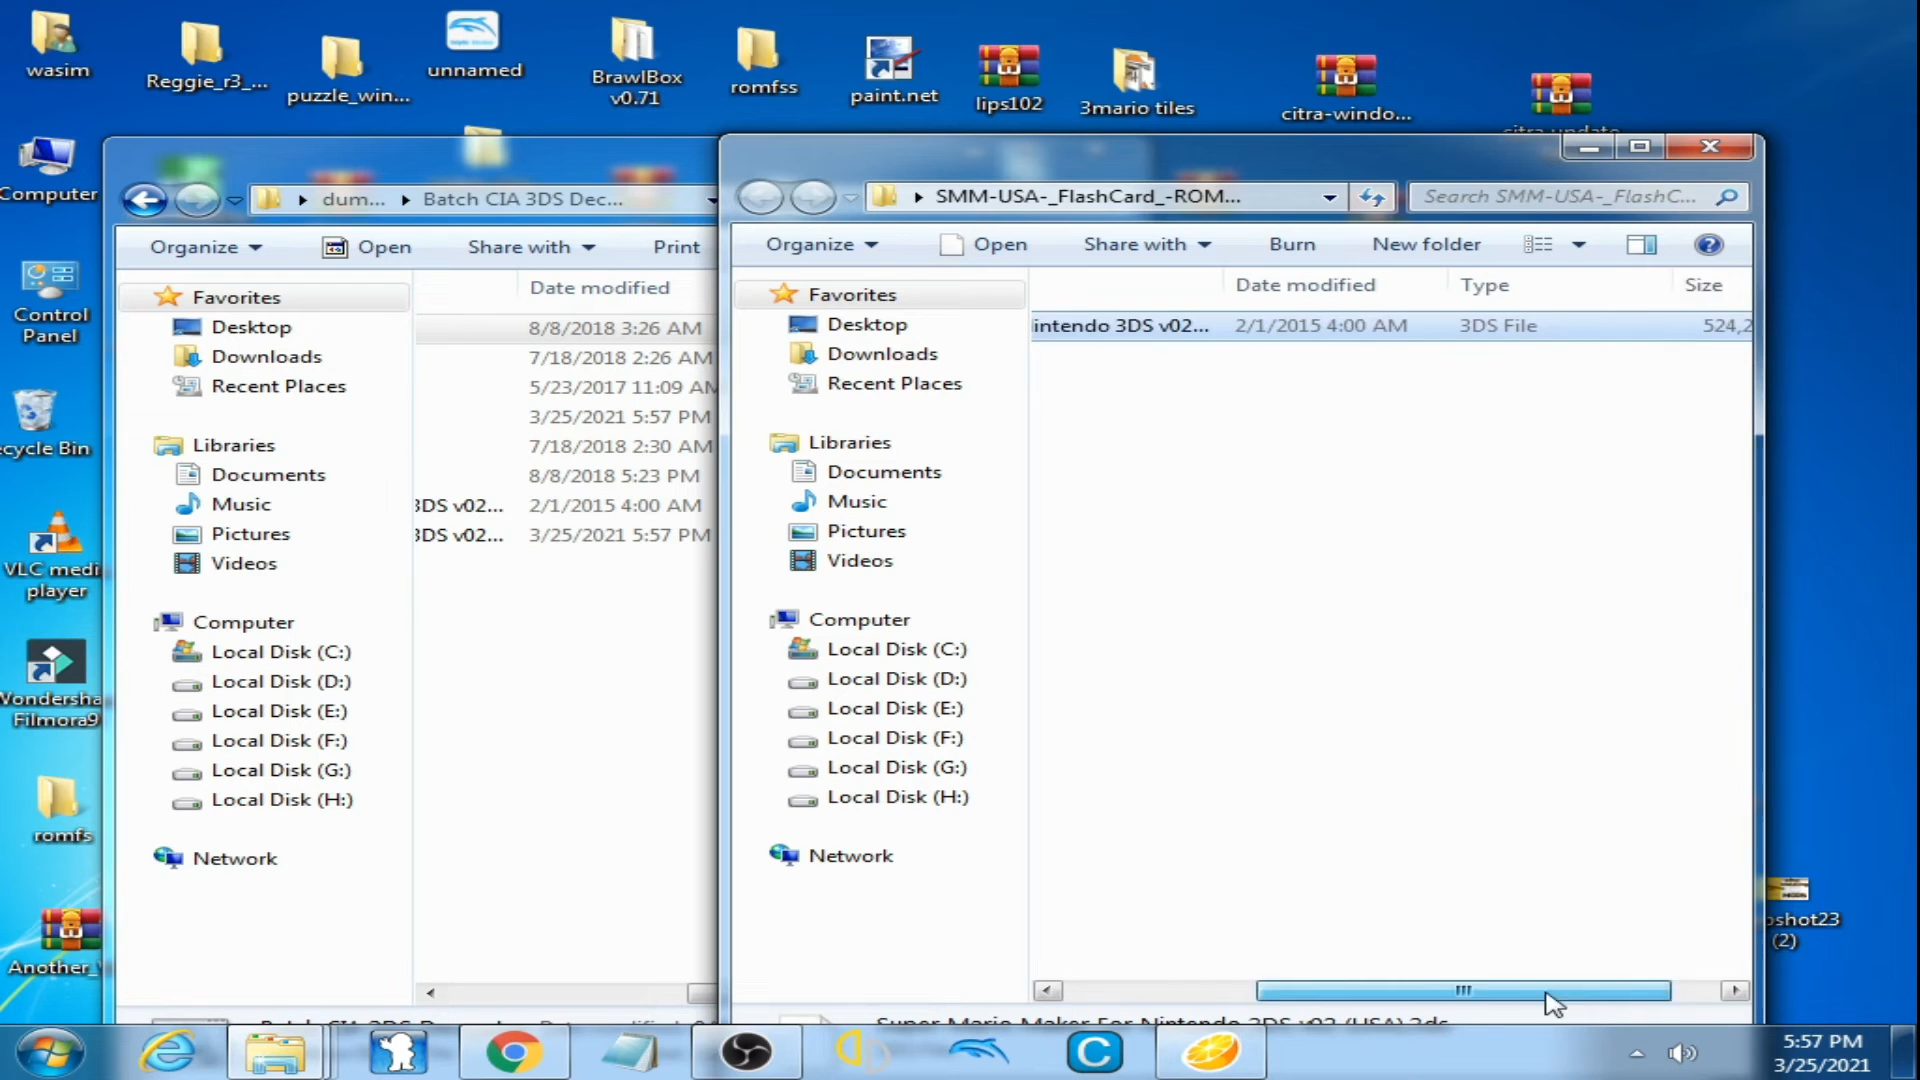 wasim
Reggie_r3_...
puzzle_win...
unnamed
BrawlBox
v0.71
romfss
paint.net
lips102
3mario tiles
citra-windo...
citra update
Computer
Control
Panel
ecycle Bin
VLC medi
player
Wondersha
Filmora9
romfs
Another_
dum...
Batch CIA 3DS Dec...
Organize
Open
Share with
Print
Date modified
Favorites
Desktop
Downloads
Recent Places
Libraries
Documents
Music
Pictures
Videos
Computer
Local Disk (C:)
Local Disk (D:)
Local Disk (E:)
Local Disk (F:)
Local Disk (G:)
Local Disk (H:)
Network
8/8/2018 3:26 AM
7/18/2018 2:26 AM
5/23/2017 11:09 AM
3/25/2021 5:57 PM
7/18/2018 2:30 AM
8/8/2018 5:23 PM
3DS v02... 2/1/2015 4:00 AM
3DS v02... 3/25/2021 5:57 PM
SMM-USA-_FlashCard_-ROM...
Search SMM-USA-_FlashC...
Organize
Open
Share with
Burn
New folder
Date modified
Type
Size
intendo 3DS v02... 2/1/2015 4:00 AM 3DS File 524,2
Favorites
Desktop
Downloads
Recent Places
Libraries
Documents
Music
Pictures
Videos
Computer
Local Disk (C:)
Local Disk (D:)
Local Disk (E:)
Local Disk (F:)
Local Disk (G:)
Local Disk (H:)
Network
Super Mario Maker For Nintendo 3DS v02 (USA).3ds
pshot23
(2)
5:57 PM
3/25/2021